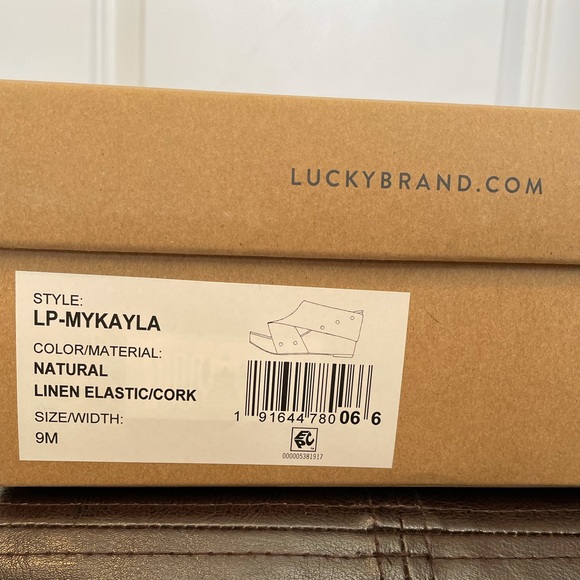 LUCKYBRAND.COM
STYLE:
LP-MYKAYLA
COLOR/MATERIAL:
NATURAL
LINEN ELASTIC/CORK
SIZE/WIDTH:
9M
1 91644 78006 6
000005381917